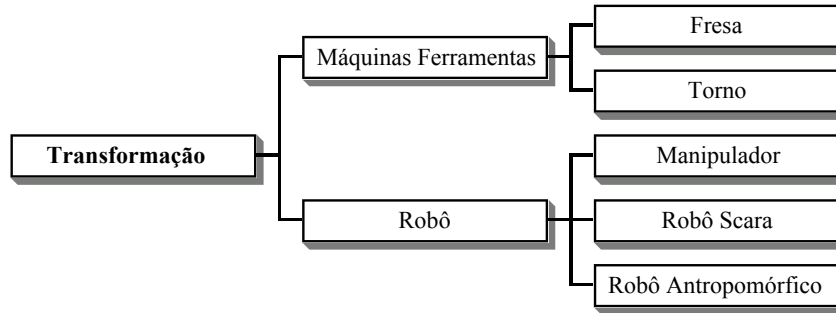 Transformação
Máquinas Ferramentas
Fresa
Torno
Robô
Manipulador
Robô Scara
Robô Antropomórfico